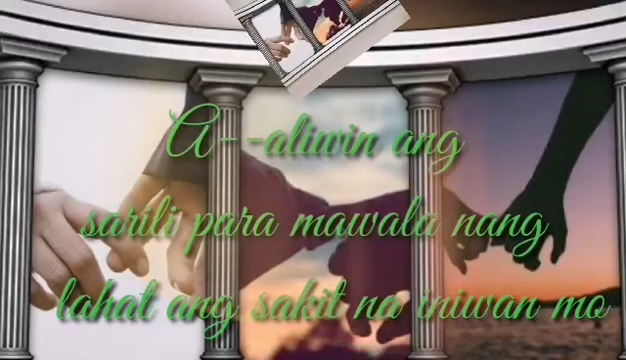 A--aliwin ang
sarili para mawala nang
lahat ang sakit na iniwan mo